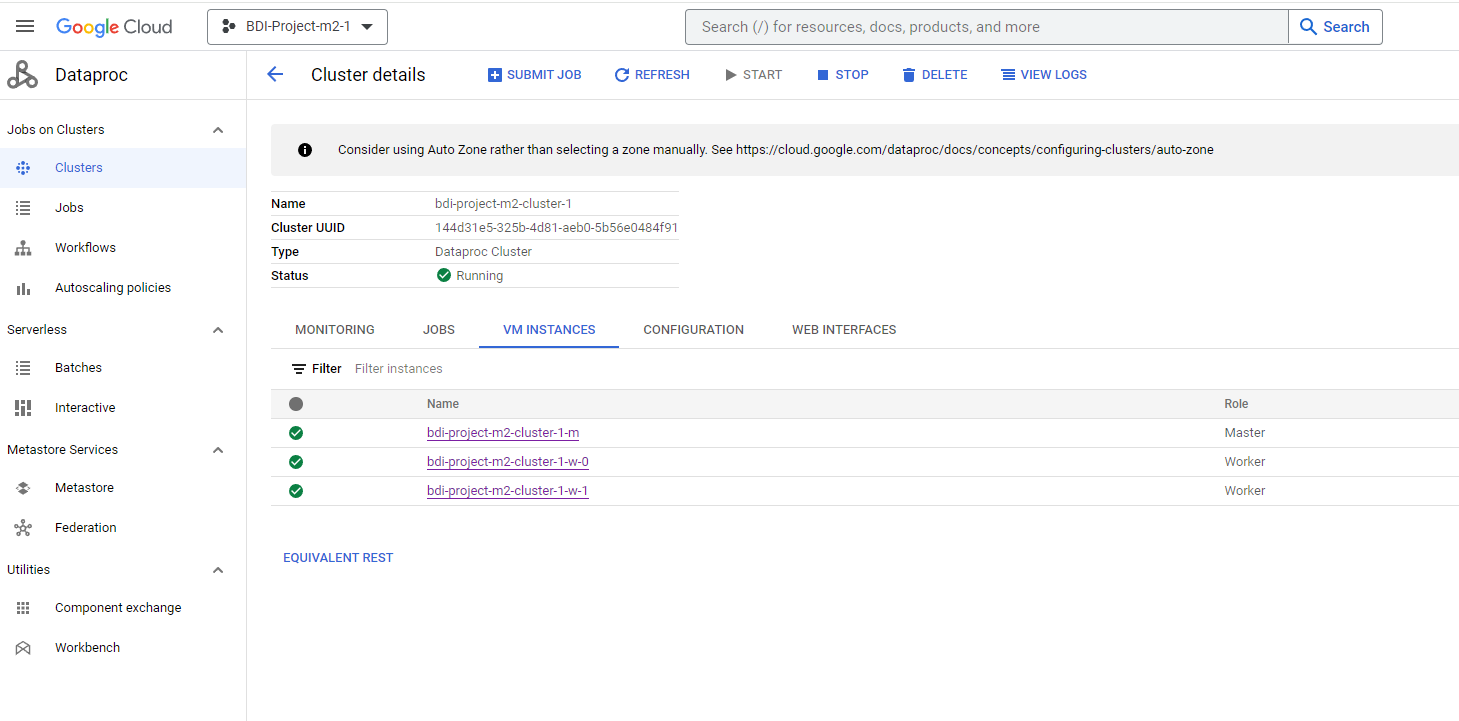 Google Cloud
BDI-Project-m2-1
Search (/) for resources, docs, products, and more
Search
Dataproc
Cluster details
SUBMIT JOB
REFRESH
START
STOP
DELETE
VIEW LOGS
Jobs on Clusters
Clusters
Jobs
Workflows
Autoscaling policies
Serverless
Batches
Interactive
Metastore Services
Metastore
Federation
Utilities
Component exchange
Workbench
Consider using Auto Zone rather than selecting a zone manually. See https://cloud.google.com/dataproc/docs/concepts/configuring-clusters/auto-zone
Name bdi-project-m2-cluster-1
Cluster UUID 144d31e5-325b-4d81-aeb0-5b56e0484f91
Type Dataproc Cluster
Status Running
MONITORING JOBS VM INSTANCES CONFIGURATION WEB INTERFACES
Filter Filter instances
Name Role
bdi-project-m2-cluster-1-m Master
bdi-project-m2-cluster-1-w-0 Worker
bdi-project-m2-cluster-1-w-1 Worker
EQUIVALENT REST